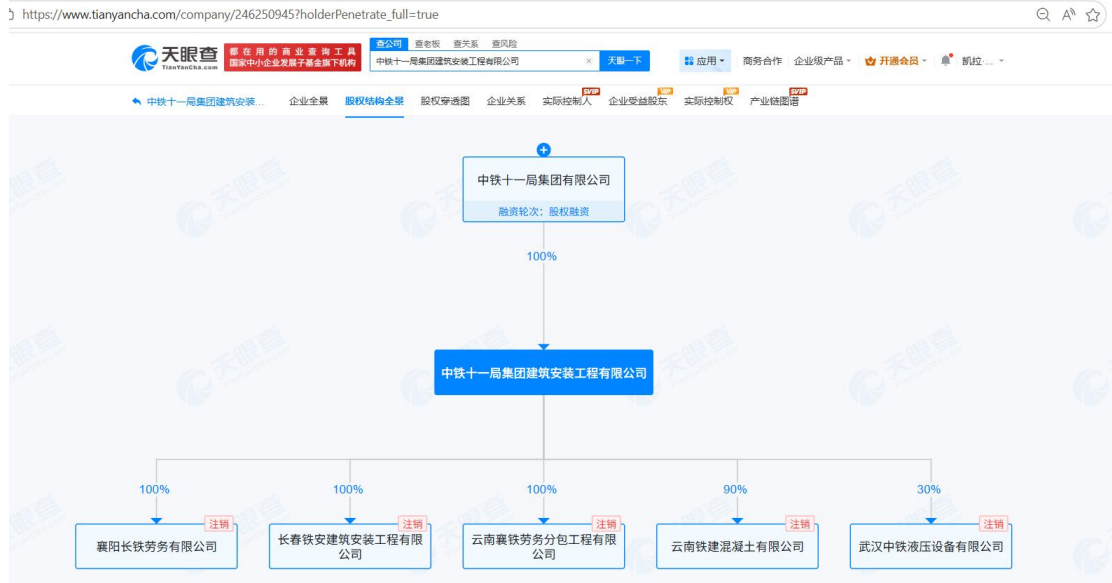 https://www.tianyancha.com/company/246250945?holderPenetrate_full=true
天眼查
TianYanCha.com
都在用的商业查询工具
国家中小企业发展子基金旗下机构
查公司 查老板 查关系 查风险
中铁十一局集团建筑安装工程有限公司 × 天眼一下
应用 商务合作 企业级产品 开通会员 凯拉...
中铁十一局集团建筑安装... 企业全景 股权结构全景 股权穿透图 企业关系 实际控制人 SVIP 企业受益股东 VIP 实际控制权 VIP 产业链图谱 SVIP
中铁十一局集团有限公司
融资轮次：股权融资
100%
中铁十一局集团建筑安装工程有限公司
100% 100% 100% 90% 30%
注销 注销 注销 注销 注销
襄阳长铁劳务有限公司
长春铁安建筑安装工程有限
公司
云南襄铁劳务分包工程有限
公司
云南铁建混凝土有限公司
武汉中铁液压设备有限公司